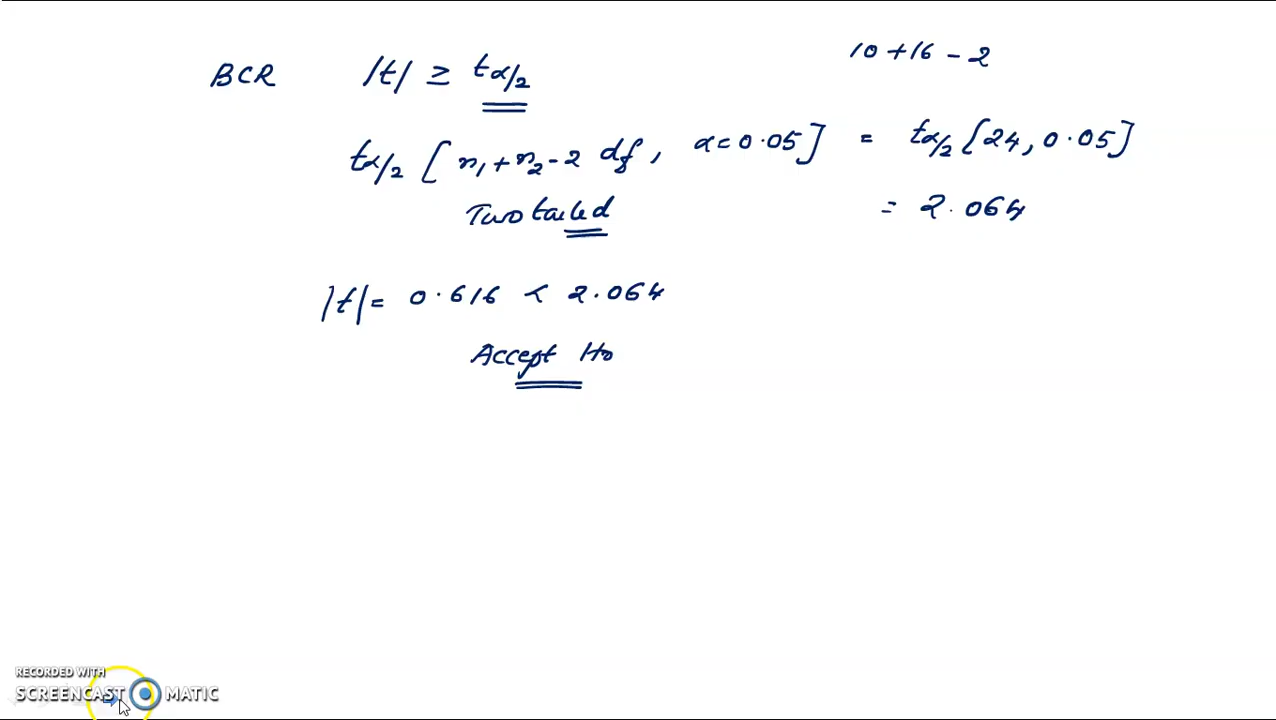 10 + 16 - 2
BCR |t| ≥ tα/2
tα/2 [n₁ + n₂ - 2 df, α = 0.05] = tα/2 [24, 0.05]
Two tailed = 2.064
|t| = 0.616 < 2.064
Accept H₀
RECORDED WITH
SCREENCAST MATIC